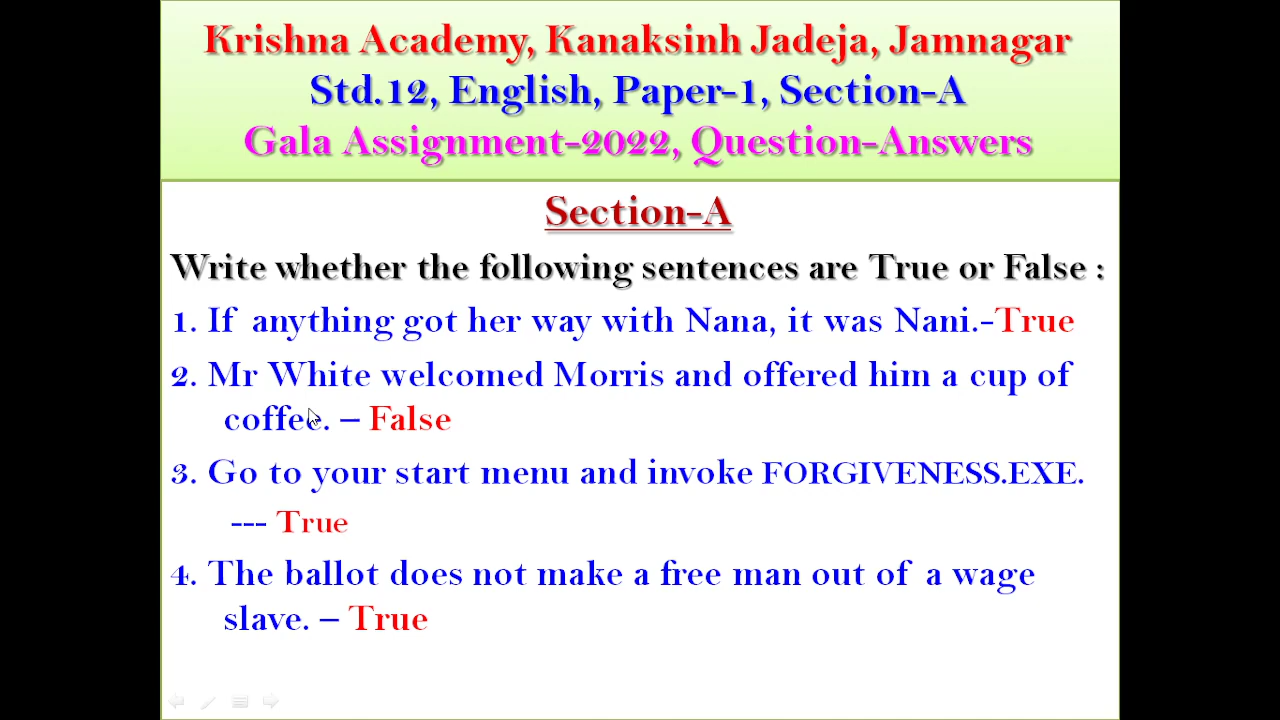 Krishna Academy, Kanaksinh Jadeja, Jamnagar
Std.12, English, Paper-1, Section-A
Gala Assignment-2022, Question-Answers
Section-A
Write whether the following sentences are True or False :
1. If anything got her way with Nana, it was Nani.-True
2. Mr White welcomed Morris and offered him a cup of
coffee. – False
3. Go to your start menu and invoke FORGIVENESS.EXE.
--- True
4. The ballot does not make a free man out of a wage
slave. – True